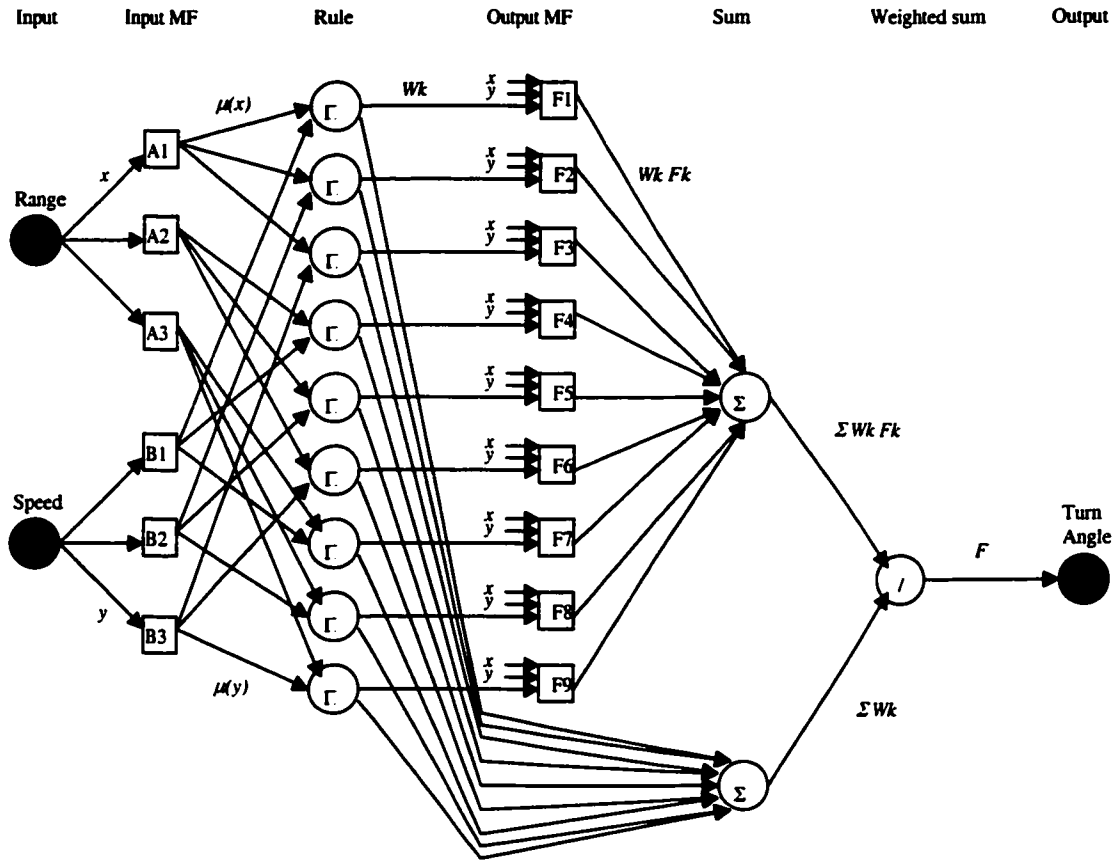 Input Input MF Rule Output MF Sum Weighted sum Output
μ(x) Wk x y F1
A1
x
Γ.
x y F2
Wk Fk
Range
Γ.
A2
x y F3
Γ.
A3
x y F4
Γ.
x y F5
Γ.
Σ
Σ Wk Fk
B1
x y F6
Γ.
Speed
B2
x y F7
Γ.
Turn
Angle
F
/
y
B3
x y F8
Γ.
μ(y)
x y F9
Γ.
Σ Wk
Γ.
Σ